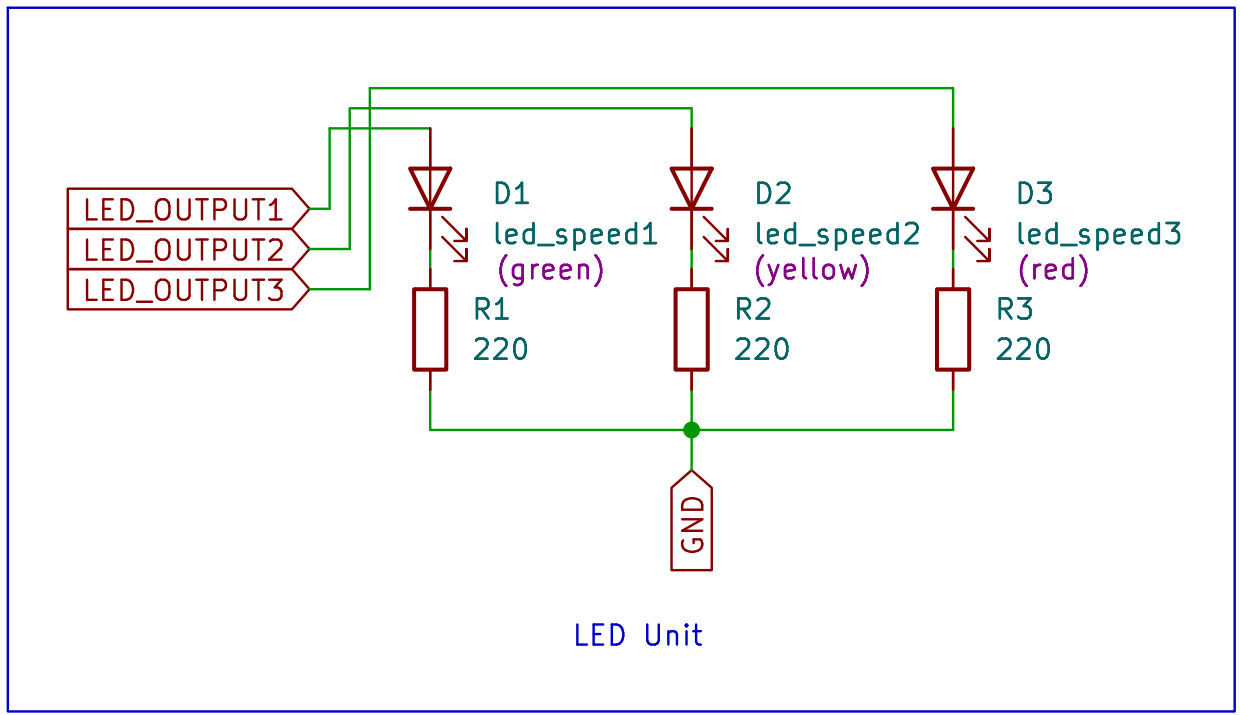 LED_OUTPUT1
LED_OUTPUT2
LED_OUTPUT3
D1
led_speed1
(green)
R1
220
D2
led_speed2
(yellow)
R2
220
D3
led_speed3
(red)
R3
220
GND
LED Unit